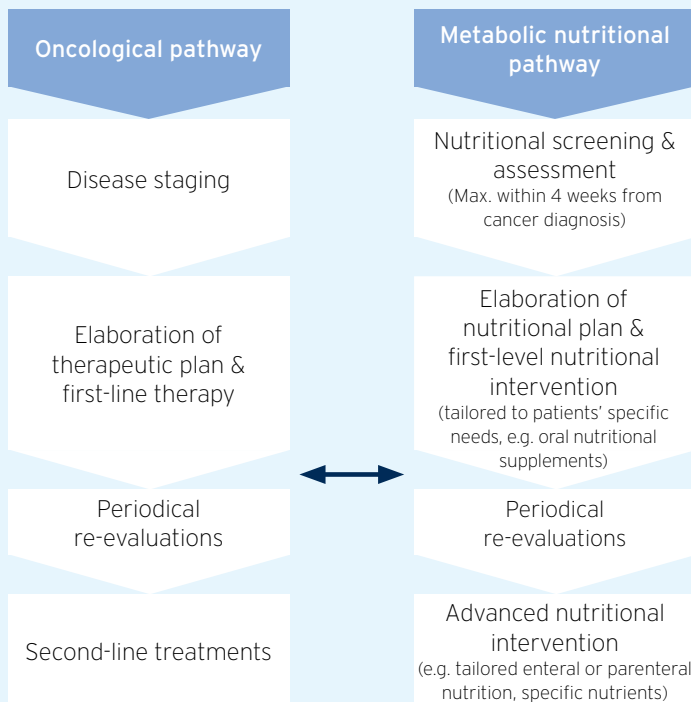 Oncological pathway
Disease staging
Elaboration of
therapeutic plan &
first-line therapy
Periodical
re-evaluations
Second-line treatments
Metabolic nutritional
pathway
Nutritional screening &
assessment
(Max. within 4 weeks from
cancer diagnosis)
Elaboration of
nutritional plan &
first-level nutritional
intervention
(tailored to patients’ specific
needs, e.g. oral nutritional
supplements)
Periodical
re-evaluations
Advanced nutritional
intervention
(e.g. tailored enteral or parenteral
nutrition, specific nutrients)